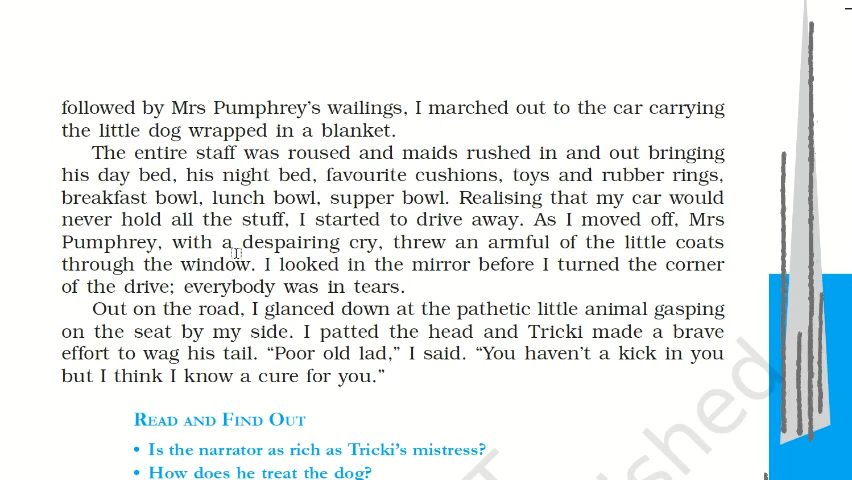 followed by Mrs Pumphrey's wailings, I marched out to the car carrying
the little dog wrapped in a blanket.
The entire staff was roused and maids rushed in and out bringing
his day bed, his night bed, favourite cushions, toys and rubber rings,
breakfast bowl, lunch bowl, supper bowl. Realising that my car would
never hold all the stuff, I started to drive away. As I moved off, Mrs
Pumphrey, with a despairing cry, threw an armful of the little coats
through the window. I looked in the mirror before I turned the corner
of the drive; everybody was in tears.
Out on the road, I glanced down at the pathetic little animal gasping
on the seat by my side. I patted the head and Tricki made a brave
effort to wag his tail. “Poor old lad,” I said. “You haven't a kick in you
but I think I know a cure for you.”
READ AND FIND OUT
• Is the narrator as rich as Tricki's mistress?
• How does he treat the dog?